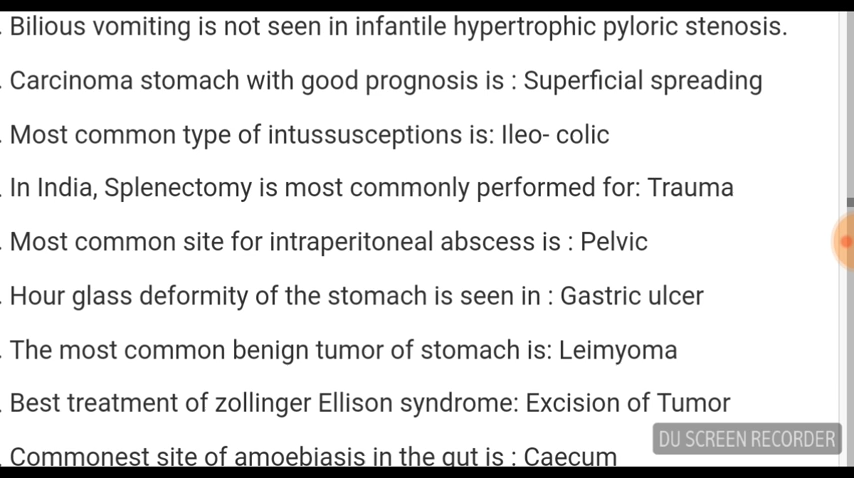 . Bilious vomiting is not seen in infantile hypertrophic pyloric stenosis.
. Carcinoma stomach with good prognosis is : Superficial spreading
. Most common type of intussusceptions is: Ileo- colic
. In India, Splenectomy is most commonly performed for: Trauma
. Most common site for intraperitoneal abscess is : Pelvic
. Hour glass deformity of the stomach is seen in : Gastric ulcer
. The most common benign tumor of stomach is: Leimyoma
. Best treatment of zollinger Ellison syndrome: Excision of Tumor
DU SCREEN RECORDER
. Commonest site of amoebiasis in the gut is : Caecum